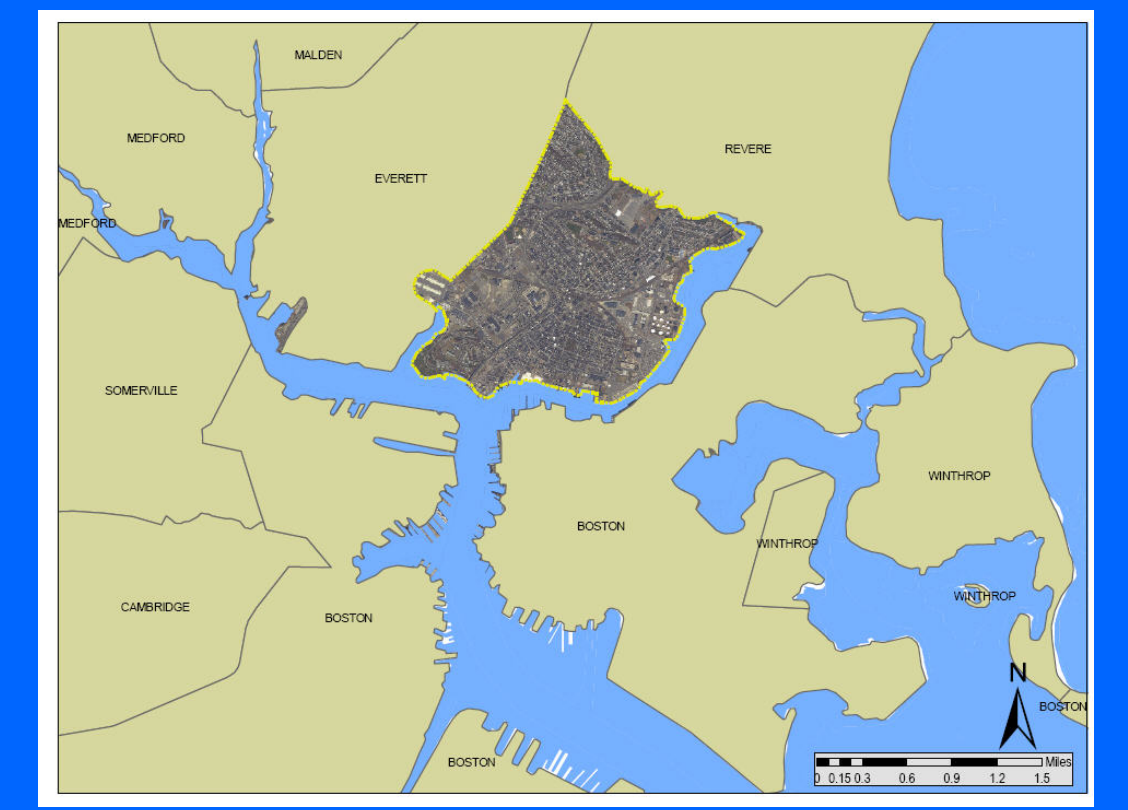 MALDEN
MEDFORD
REVERE
EVERETT
MEDFORD
SOMERVILLE
WINTHROP
BOSTON
WINTHROP
WINTHROP
CAMBRIDGE
BOSTON
N
BOSTON
BOSTON
Miles
0 0.15 0.3 0.6 0.9 1.2 1.5